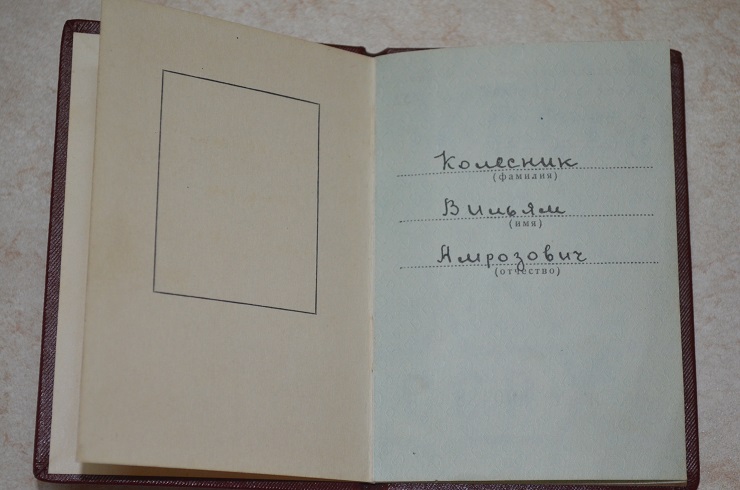 Колесник
(фамилия)
Вильям
(имя)
Амрозович
(отчество)